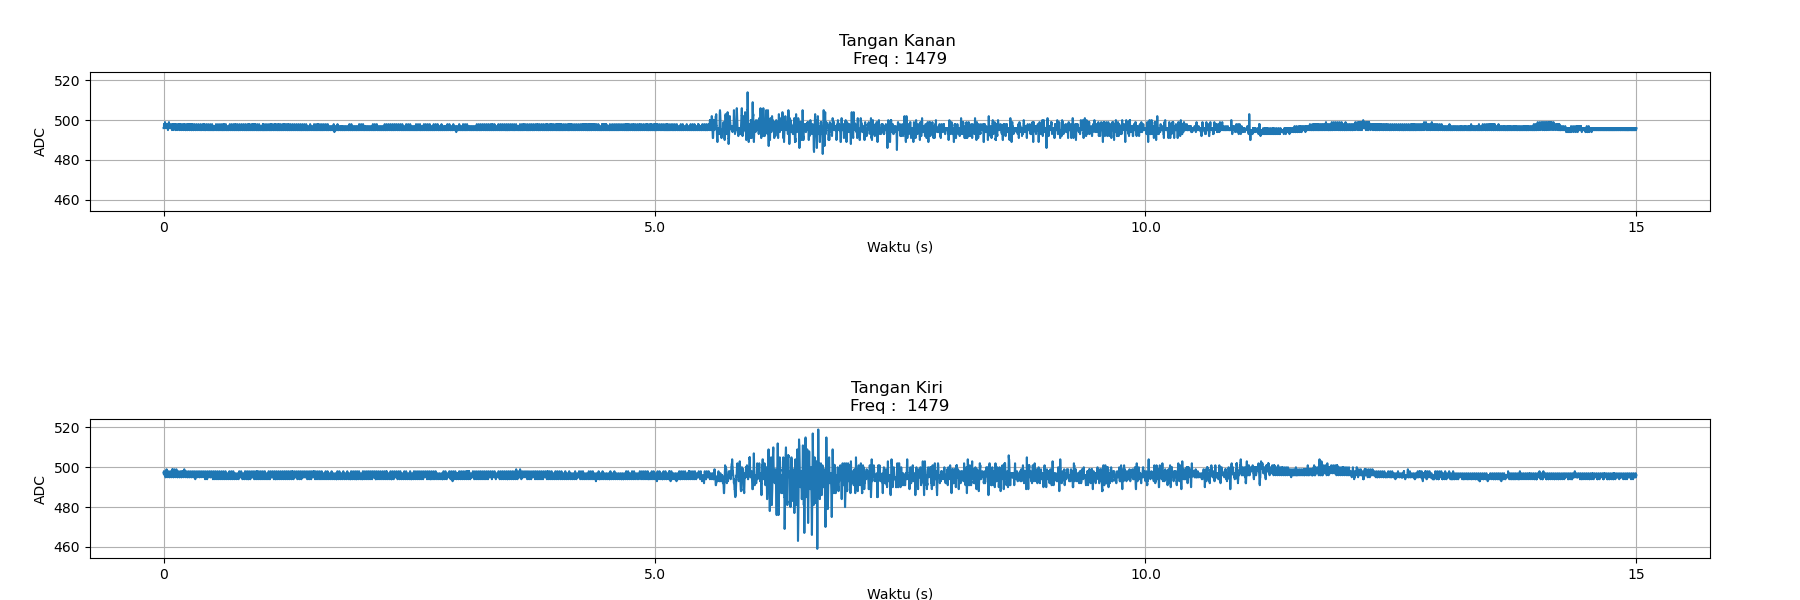 Tangan Kanan
Freq : 1479
520
500
480
460
ADC
0 5.0 10.0 15
Waktu (s)
Tangan Kiri
Freq :  1479
520
500
480
460
ADC
0 5.0 10.0 15
Waktu (s)